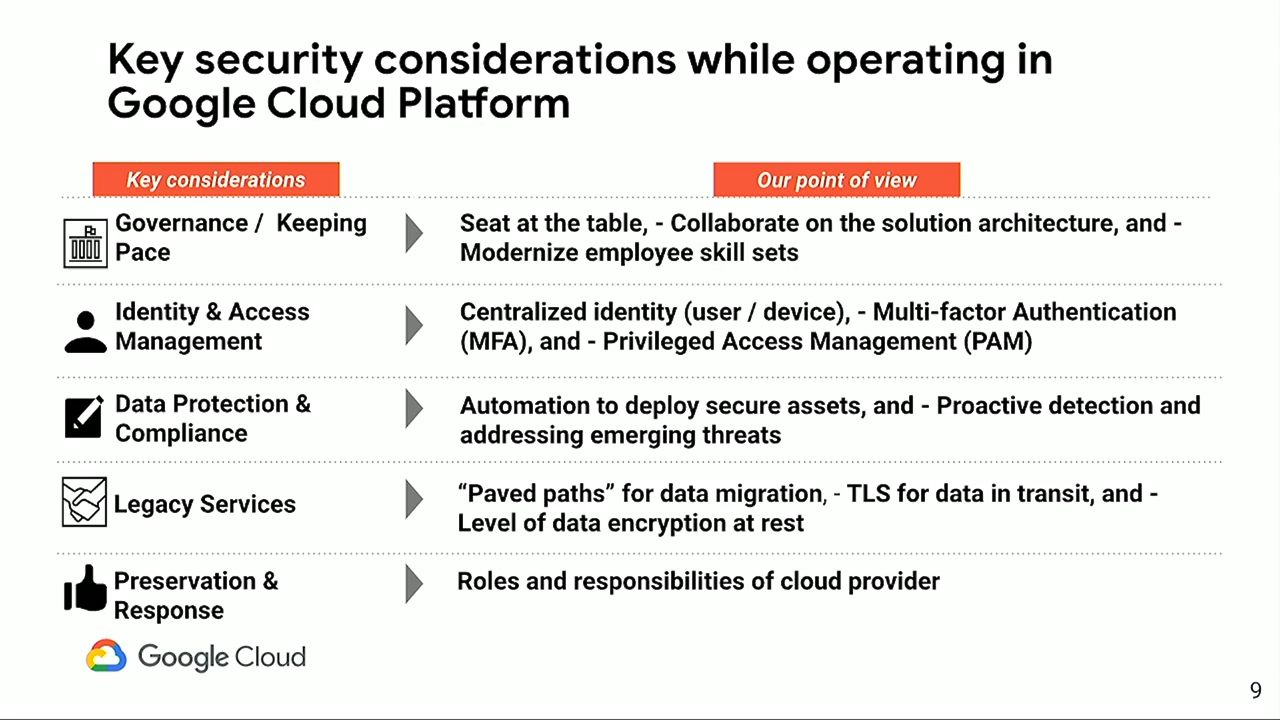 Key security considerations while operating in
Google Cloud Platform
Key considerations
Our point of view
Governance / Keeping
Pace
Seat at the table, - Collaborate on the solution architecture, and -
Modernize employee skill sets
Identity & Access
Management
Centralized identity (user / device), - Multi-factor Authentication
(MFA), and - Privileged Access Management (PAM)
Data Protection &
Compliance
Automation to deploy secure assets, and - Proactive detection and
addressing emerging threats
Legacy Services
“Paved paths” for data migration, - TLS for data in transit, and -
Level of data encryption at rest
Preservation &
Response
Roles and responsibilities of cloud provider
Google Cloud
9